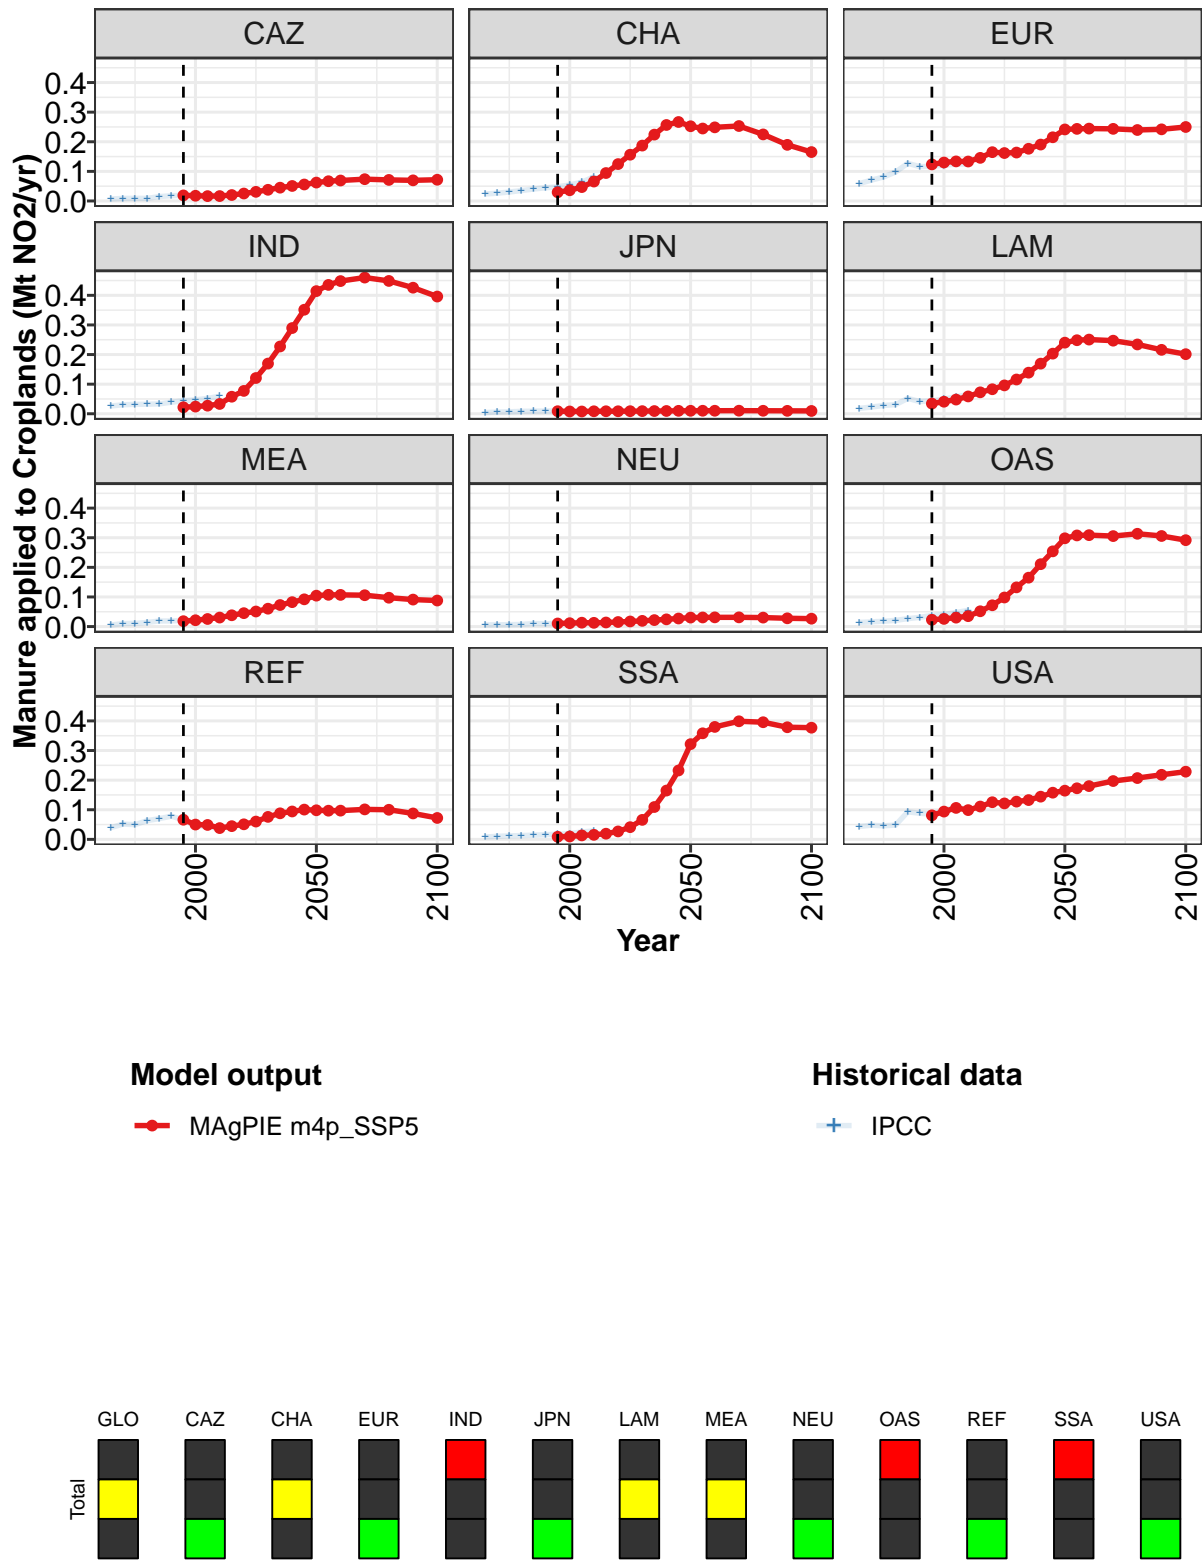 CAZ CHA EUR
0.4
0.3
0.2
0.1
0.0
IND JPN LAM
0.4
0.3
0.2
0.1
0.0
MEA NEU OAS
0.4
0.3
0.2
0.1
0.0
REF SSA USA
0.4
0.3
0.2
0.1
0.0
Manure applied to Croplands (Mt NO2/yr)
2000 2050 2100 2000 2050 2100 2000 2050 2100
Year
Model output Historical data
MAgPIE m4p_SSP5 IPCC
GLO CAZ CHA EUR IND JPN LAM MEA NEU OAS REF SSA USA
Total